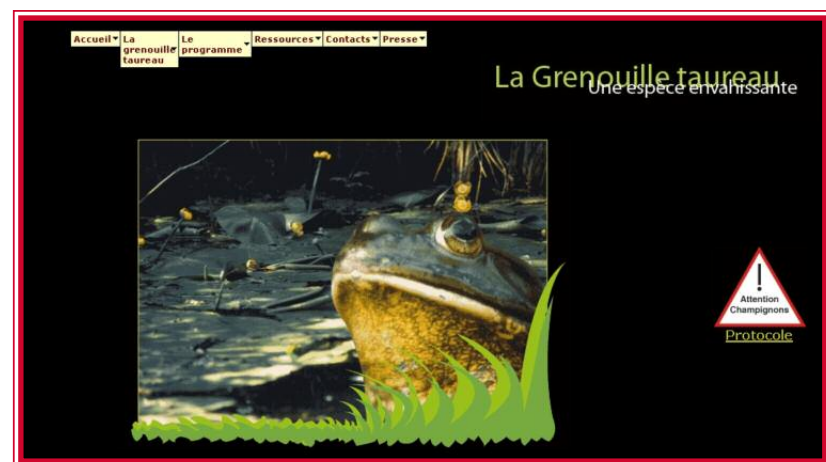 Accueil
La
grenouille
taureau
Le
programme
Ressources
Contacts
Presse
La Grenouille taureau
Une espèce envahissante
!
Attention
Champignons
Protocole